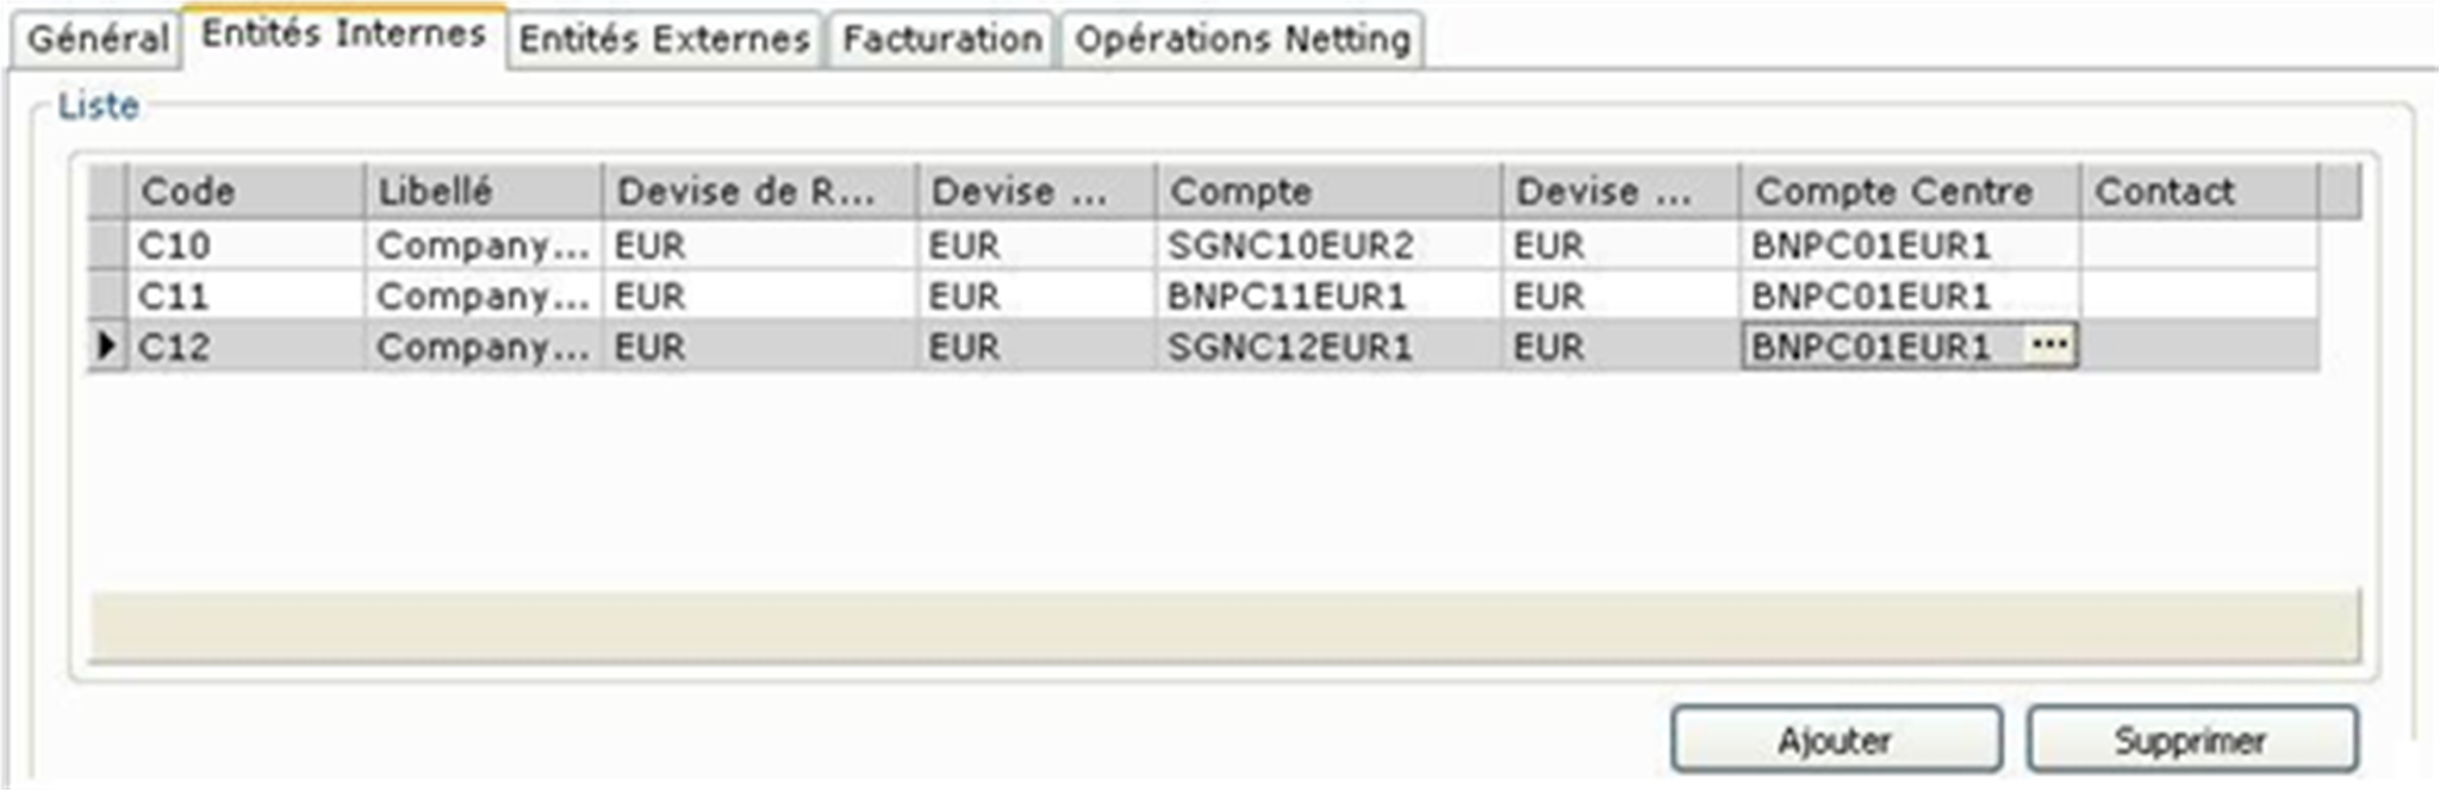 Général Entités Internes Entités Externes Facturation Opérations Netting
Liste
Code Libellé Devise de R... Devise ... Compte Devise ... Compte Centre Contact
C10 Company... EUR EUR SGNC10EUR2 EUR BNPC01EUR1
C11 Company... EUR EUR BNPC11EUR1 EUR BNPC01EUR1
C12 Company... EUR EUR SGNC12EUR1 EUR BNPC01EUR1 ...
Ajouter Supprimer